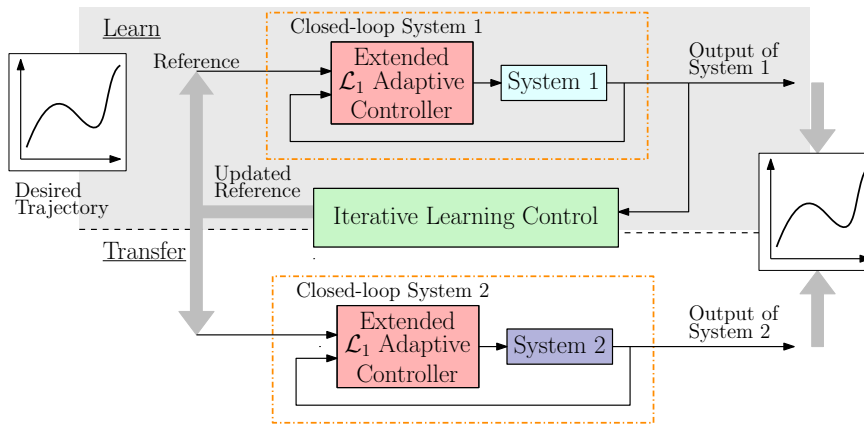 Learn
Closed-loop System 1
Reference
Extended
ℒ₁ Adaptive
Controller
System 1
Output of
System 1
Desired
Trajectory
Updated
Reference
Iterative Learning Control
Transfer
Closed-loop System 2
Extended
ℒ₁ Adaptive
Controller
System 2
Output of
System 2